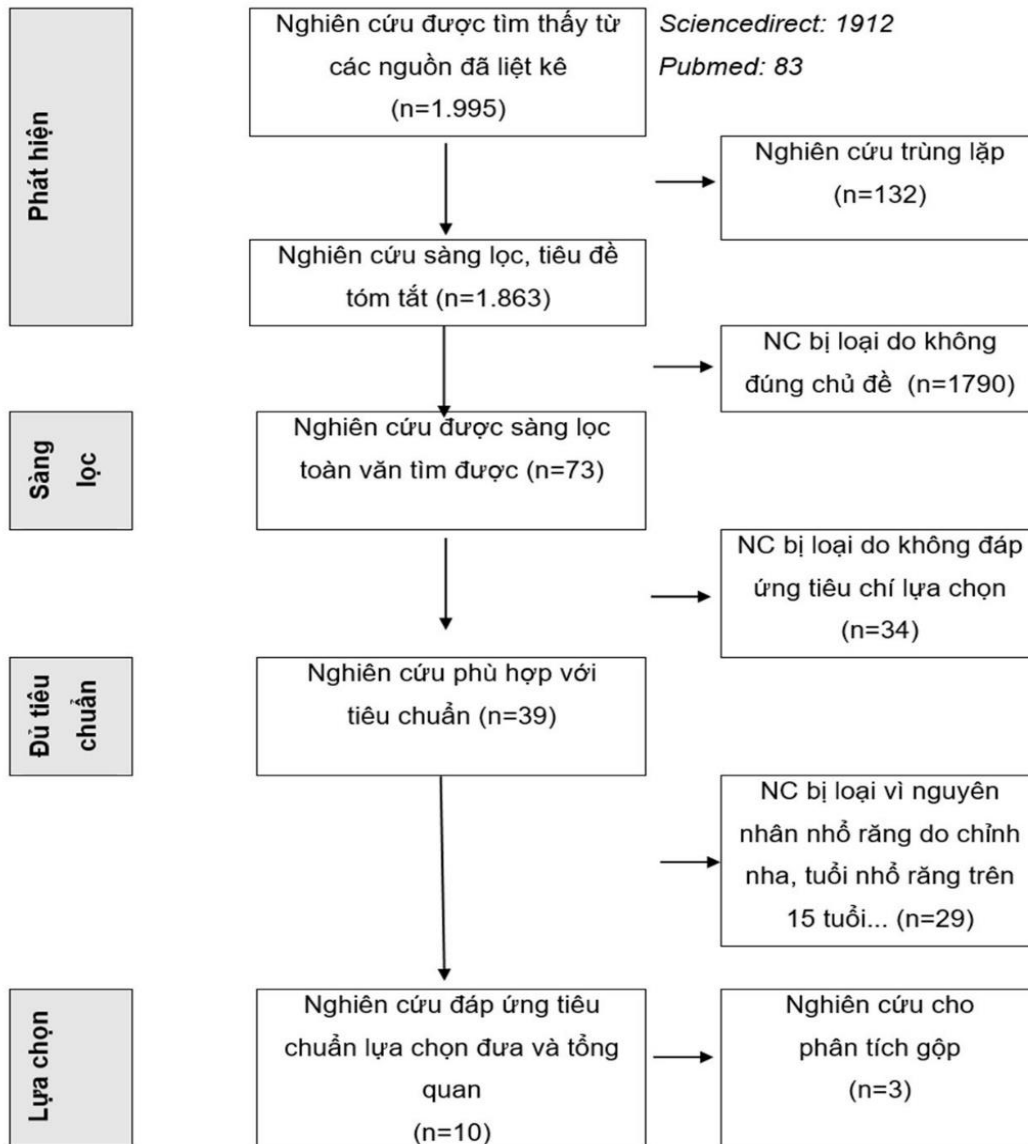 Phát hiện
Nghiên cứu được tìm thấy từ
các nguồn đã liệt kê
(n=1.995)
Sciencedirect: 1912
Pubmed: 83
Nghiên cứu trùng lặp
(n=132)
Nghiên cứu sàng lọc, tiêu đề
tóm tắt (n=1.863)
NC bị loại do không
đúng chủ đề (n=1790)
Sàng
lọc
Nghiên cứu được sàng lọc
toàn văn tìm được (n=73)
NC bị loại do không đáp
ứng tiêu chí lựa chọn
(n=34)
Đủ tiêu
chuẩn
Nghiên cứu phù hợp với
tiêu chuẩn (n=39)
NC bị loại vì nguyên
nhân nhổ răng do chỉnh
nha, tuổi nhổ răng trên
15 tuổi... (n=29)
Lựa chọn
Nghiên cứu đáp ứng tiêu
chuẩn lựa chọn đưa và tổng
quan
(n=10)
Nghiên cứu cho
phân tích gộp
(n=3)